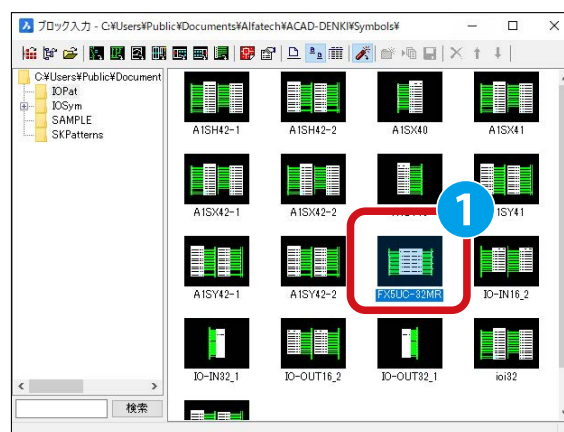 ブロック入力 - C:¥Users¥Public¥Documents¥Alfatech¥ACAD-DENKI¥Symbols¥
C:¥Users¥Public¥Document
IOPat
IOSym
SAMPLE
SKPatterns
A1SH42-1
A1SH42-2
A1SX40
A1SX41
A1SX42-1
A1SX42-2
1SY41
1
A1SY42-1
A1SY42-2
FX5UC-32MR
IO-IN16_2
IO-IN32_1
IO-OUT16_2
IO-OUT32_1
ioi32
検索